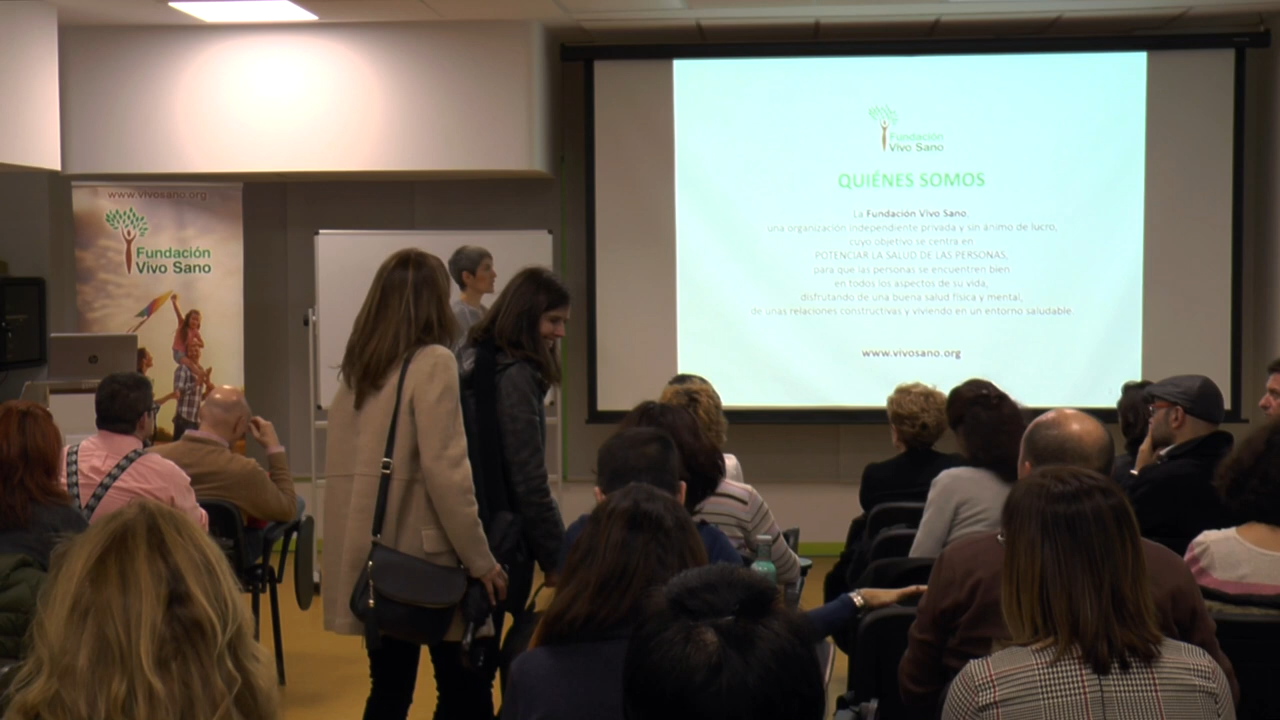 www.vivosano.org
Fundación
Vivo Sano
Fundación
Vivo Sano
QUIÉNES SOMOS
La Fundación Vivo Sano,
una organización independiente privada y sin ánimo de lucro,
cuyo objetivo se centra en
POTENCIAR LA SALUD DE LAS PERSONAS,
para que las personas se encuentren bien
en todos los aspectos de su vida,
disfrutando de una buena salud física y mental,
de unas relaciones constructivas y viviendo en un entorno saludable.
www.vivosano.org
hp